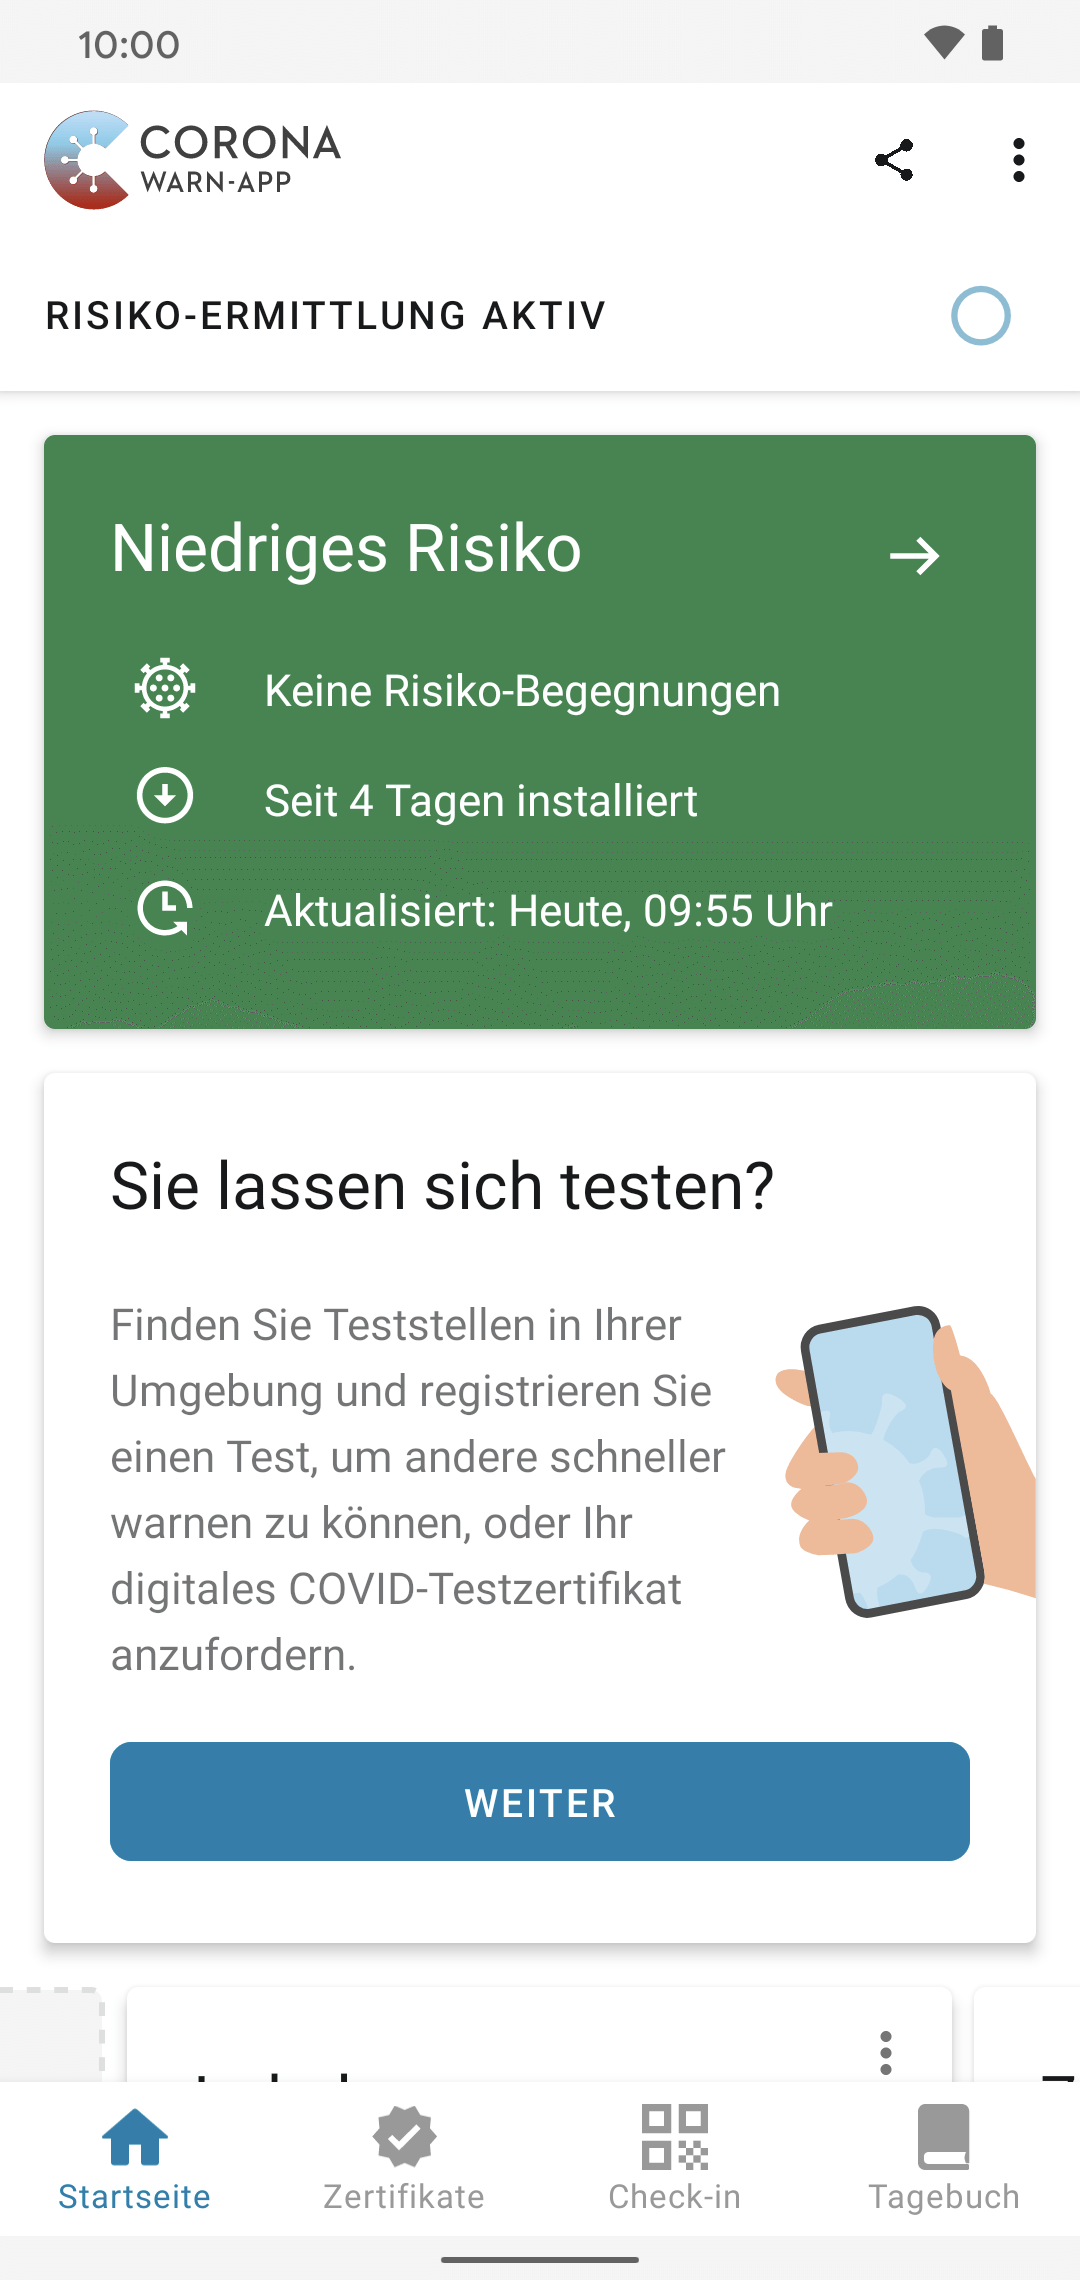 10:00
CORONA
WARN-APP
RISIKO-ERMITTLUNG AKTIV
Niedriges Risiko
Keine Risiko-Begegnungen
Seit 4 Tagen installiert
Aktualisiert: Heute, 09:55 Uhr
Sie lassen sich testen?
Finden Sie Teststellen in Ihrer
Umgebung und registrieren Sie
einen Test, um andere schneller
warnen zu können, oder Ihr
digitales COVID-Testzertifikat
anzufordern.
WEITER
Startseite
Zertifikate
Check-in
Tagebuch